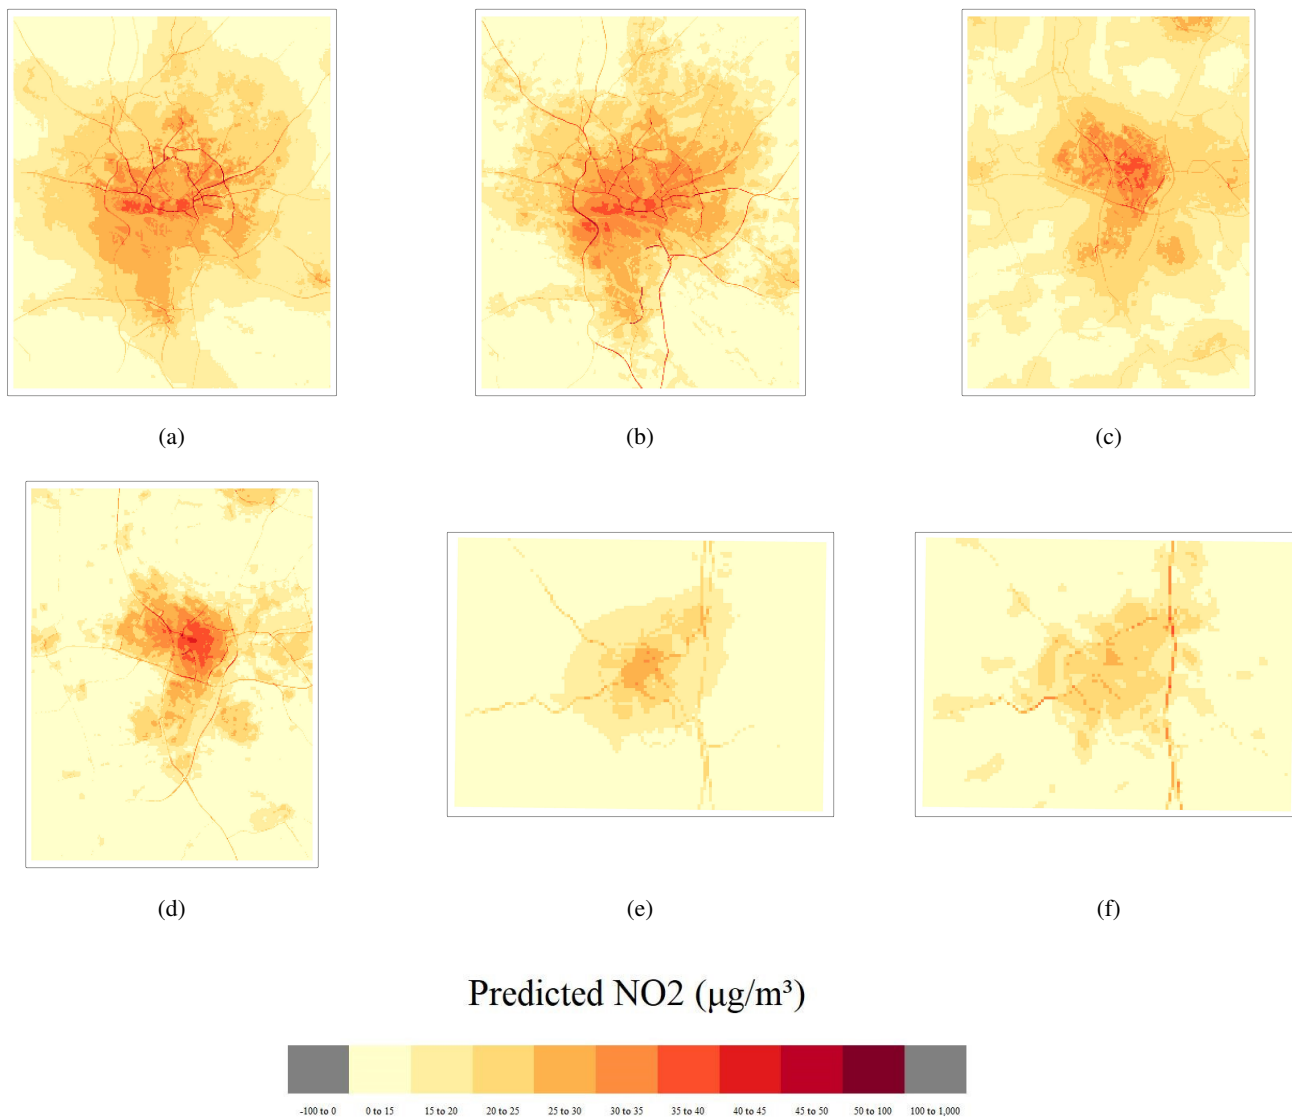 (a)
(b)
(c)
(d)
(e)
(f)
Predicted NO2 (μg/m³)
-100 to 0
0 to 15
15 to 20
20 to 25
25 to 30
30 to 35
35 to 40
40 to 45
45 to 50
50 to 100
100 to 1,000